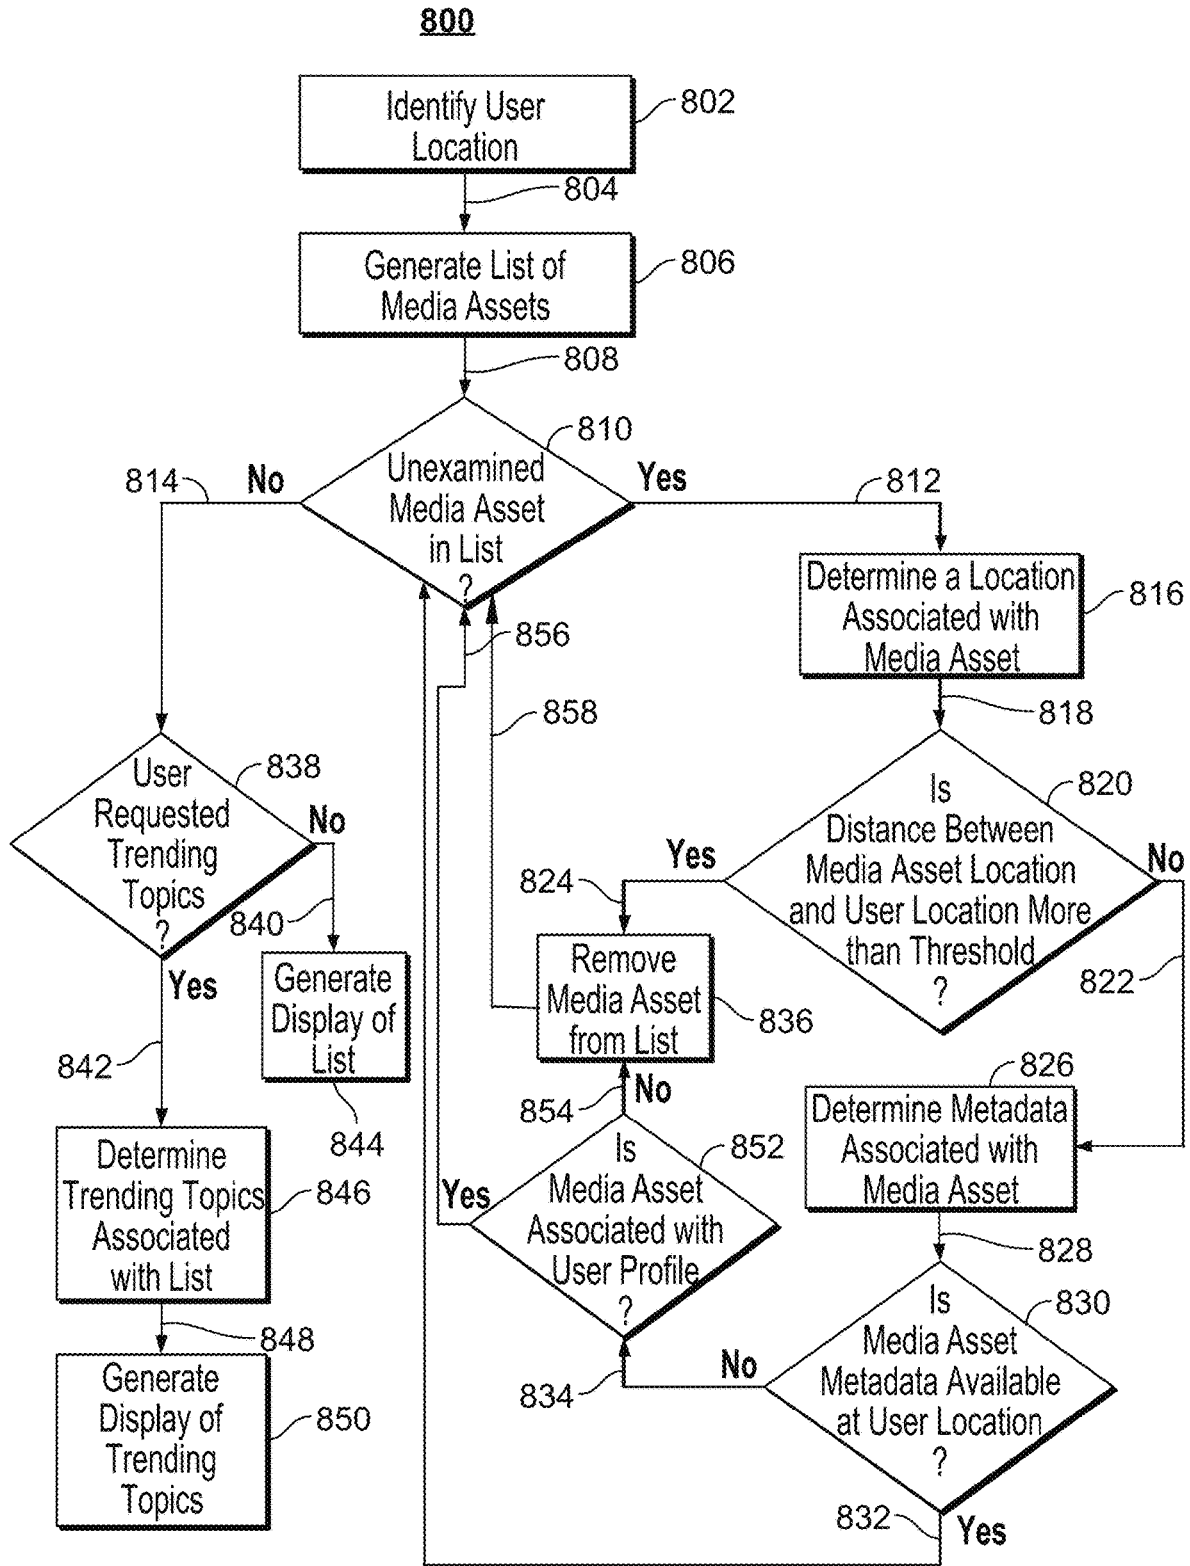 800
Identify User
Location
802
804
Generate List of
Media Assets
806
808
810
Unexamined
Media Asset
in List
?
814
No
Yes
812
Determine a Location
Associated with
Media Asset
816
856
858
818
User
Requested
Trending
Topics
?
838
No
840
Yes
842
Generate
Display of
List
844
Determine
Trending Topics
Associated
with List
846
848
Generate
Display of
Trending
Topics
850
Is
Distance Between
Media Asset Location
and User Location More
than Threshold
?
820
Yes
824
No
822
Remove
Media Asset
from List
836
854
No
Is
Media Asset
Associated with
User Profile
?
852
Yes
826
Determine Metadata
Associated with
Media Asset
828
Is
Media Asset
Metadata Available
at User Location
?
830
No
834
832
Yes